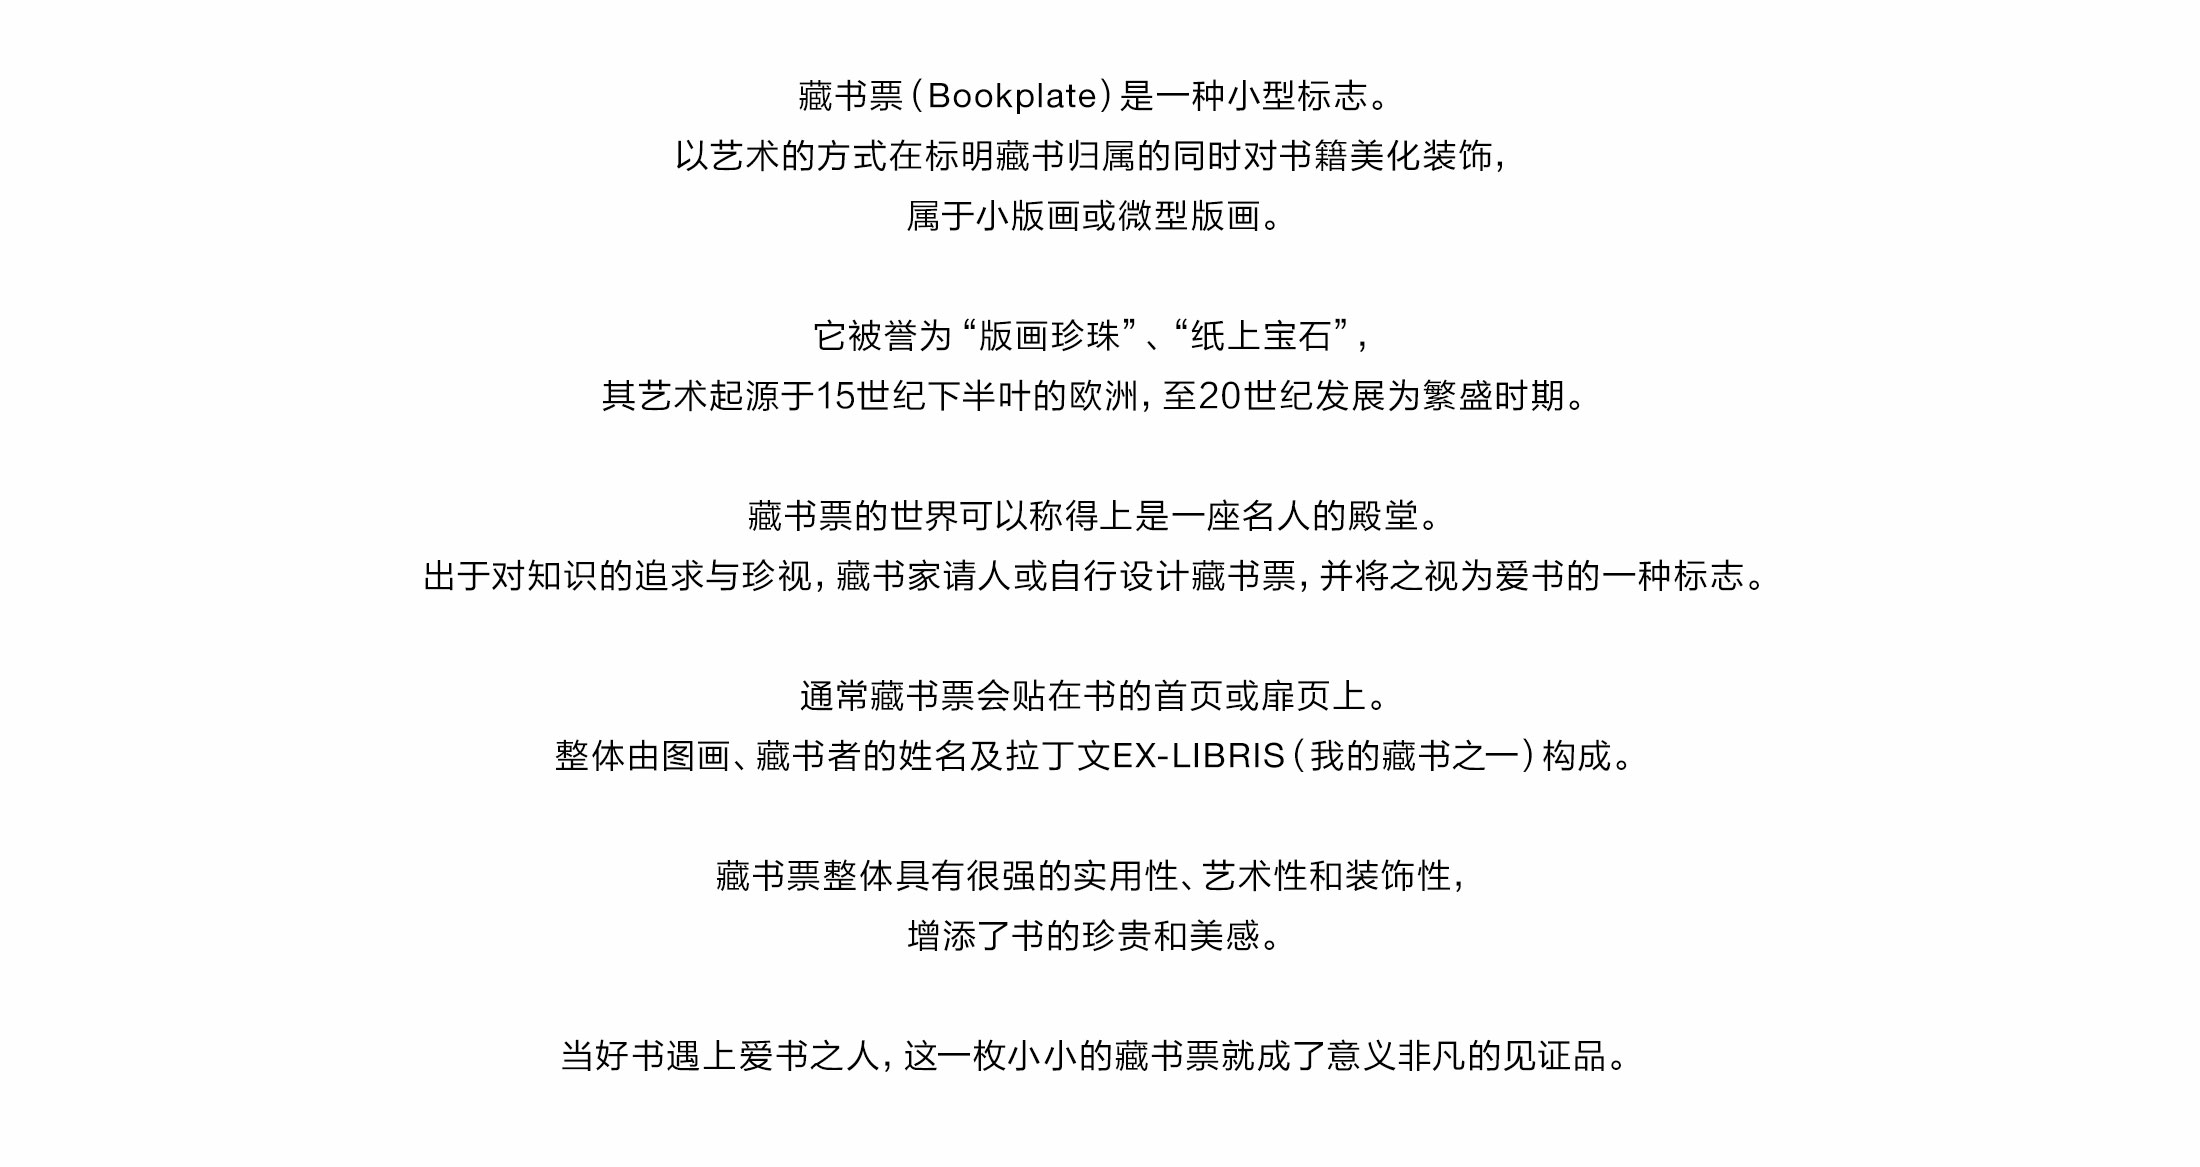 藏书票（Bookplate）是一种小型标志。
以艺术的方式在标明藏书归属的同时对书籍美化装饰，
属于小版画或微型版画。
它被誉为“版画珍珠”、“纸上宝石”，
其艺术起源于15世纪下半叶的欧洲，至20世纪发展为繁盛时期。
藏书票的世界可以称得上是一座名人的殿堂。
出于对知识的追求与珍视，藏书家请人或自行设计藏书票，并将之视为爱书的一种标志。
通常藏书票会贴在书的首页或扉页上。
整体由图画、藏书者的姓名及拉丁文EX-LIBRIS（我的藏书之一）构成。
藏书票整体具有很强的实用性、艺术性和装饰性，
增添了书的珍贵和美感。
当好书遇上爱书之人，这一枚小小的藏书票就成了意义非凡的见证品。